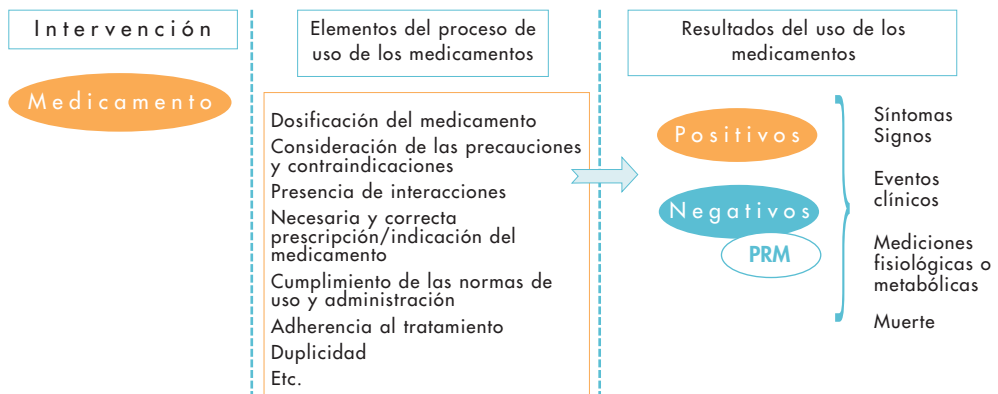 Intervención
Medicamento
Elementos del proceso de
uso de los medicamentos
Dosificación del medicamento
Consideración de las precauciones
y contraindicaciones
Presencia de interacciones
Necesaria y correcta
prescripción/indicación del
medicamento
Cumplimiento de las normas de
uso y administración
Adherencia al tratamiento
Duplicidad
Etc.
Resultados del uso de los
medicamentos
Positivos
Negativos
PRM
Síntomas
Signos
Eventos
clínicos
Mediciones
fisiológicas o
metabólicas
Muerte